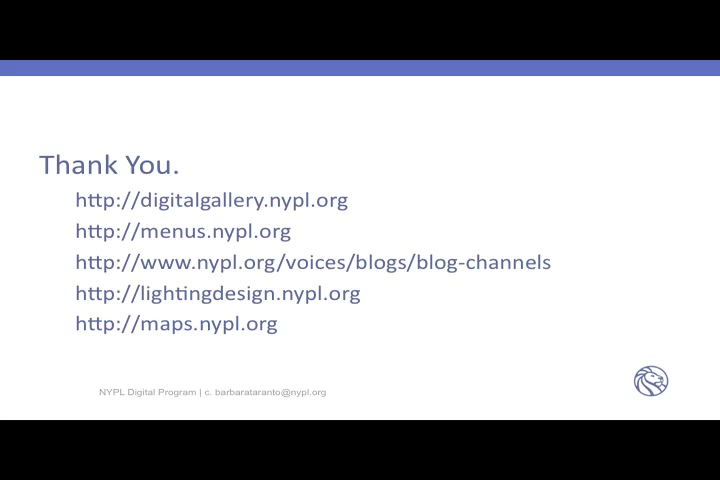 Thank You.
http://digitalgallery.nypl.org
http://menus.nypl.org
http://www.nypl.org/voices/blogs/blog-channels
http://lightingdesign.nypl.org
http://maps.nypl.org
NYPL Digital Program | c. barbarataranto@nypl.org